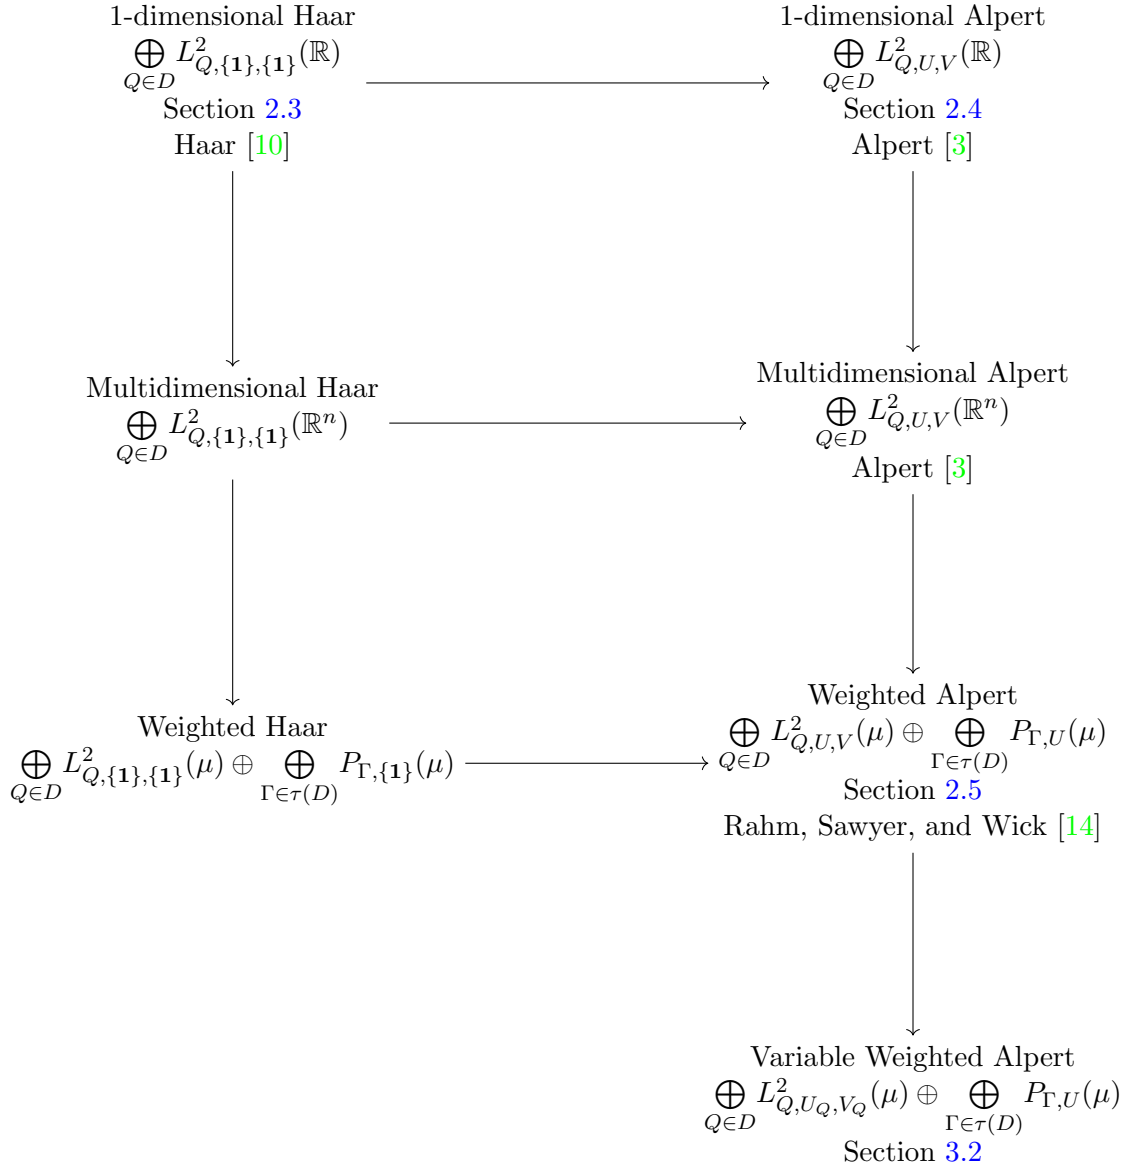 1-dimensional Haar
⨁_{Q∈D} L²_{Q,{𝟏},{𝟏}}(ℝ)
Section 2.3
Haar [10]
1-dimensional Alpert
⨁_{Q∈D} L²_{Q,U,V}(ℝ)
Section 2.4
Alpert [3]
Multidimensional Haar
⨁_{Q∈D} L²_{Q,{𝟏},{𝟏}}(ℝⁿ)
Multidimensional Alpert
⨁_{Q∈D} L²_{Q,U,V}(ℝⁿ)
Alpert [3]
Weighted Haar
⨁_{Q∈D} L²_{Q,{𝟏},{𝟏}}(μ) ⊕ ⨁_{Γ∈τ(D)} P_{Γ,{𝟏}}(μ)
Weighted Alpert
⨁_{Q∈D} L²_{Q,U,V}(μ) ⊕ ⨁_{Γ∈τ(D)} P_{Γ,U}(μ)
Section 2.5
Rahm, Sawyer, and Wick [14]
Variable Weighted Alpert
⨁_{Q∈D} L²_{Q,U_Q,V_Q}(μ) ⊕ ⨁_{Γ∈τ(D)} P_{Γ,U}(μ)
Section 3.2